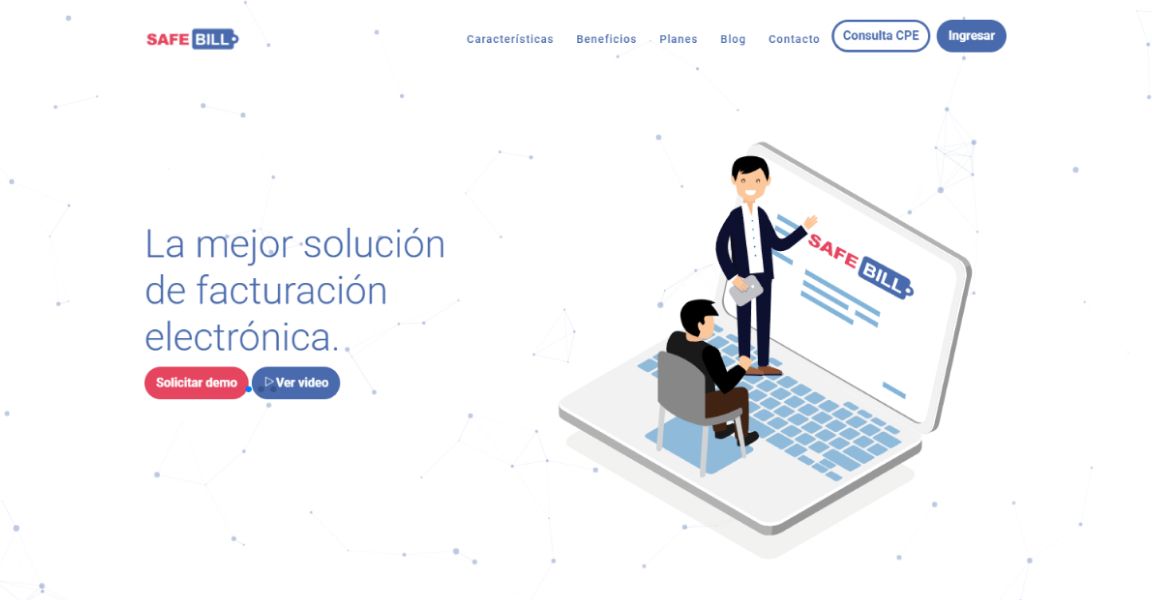 SAFE BILL
Características Beneficios Planes Blog Contacto Consulta CPE Ingresar
La mejor solución
de facturación
electrónica.
Solicitar demo Ver video
SAFE BILL